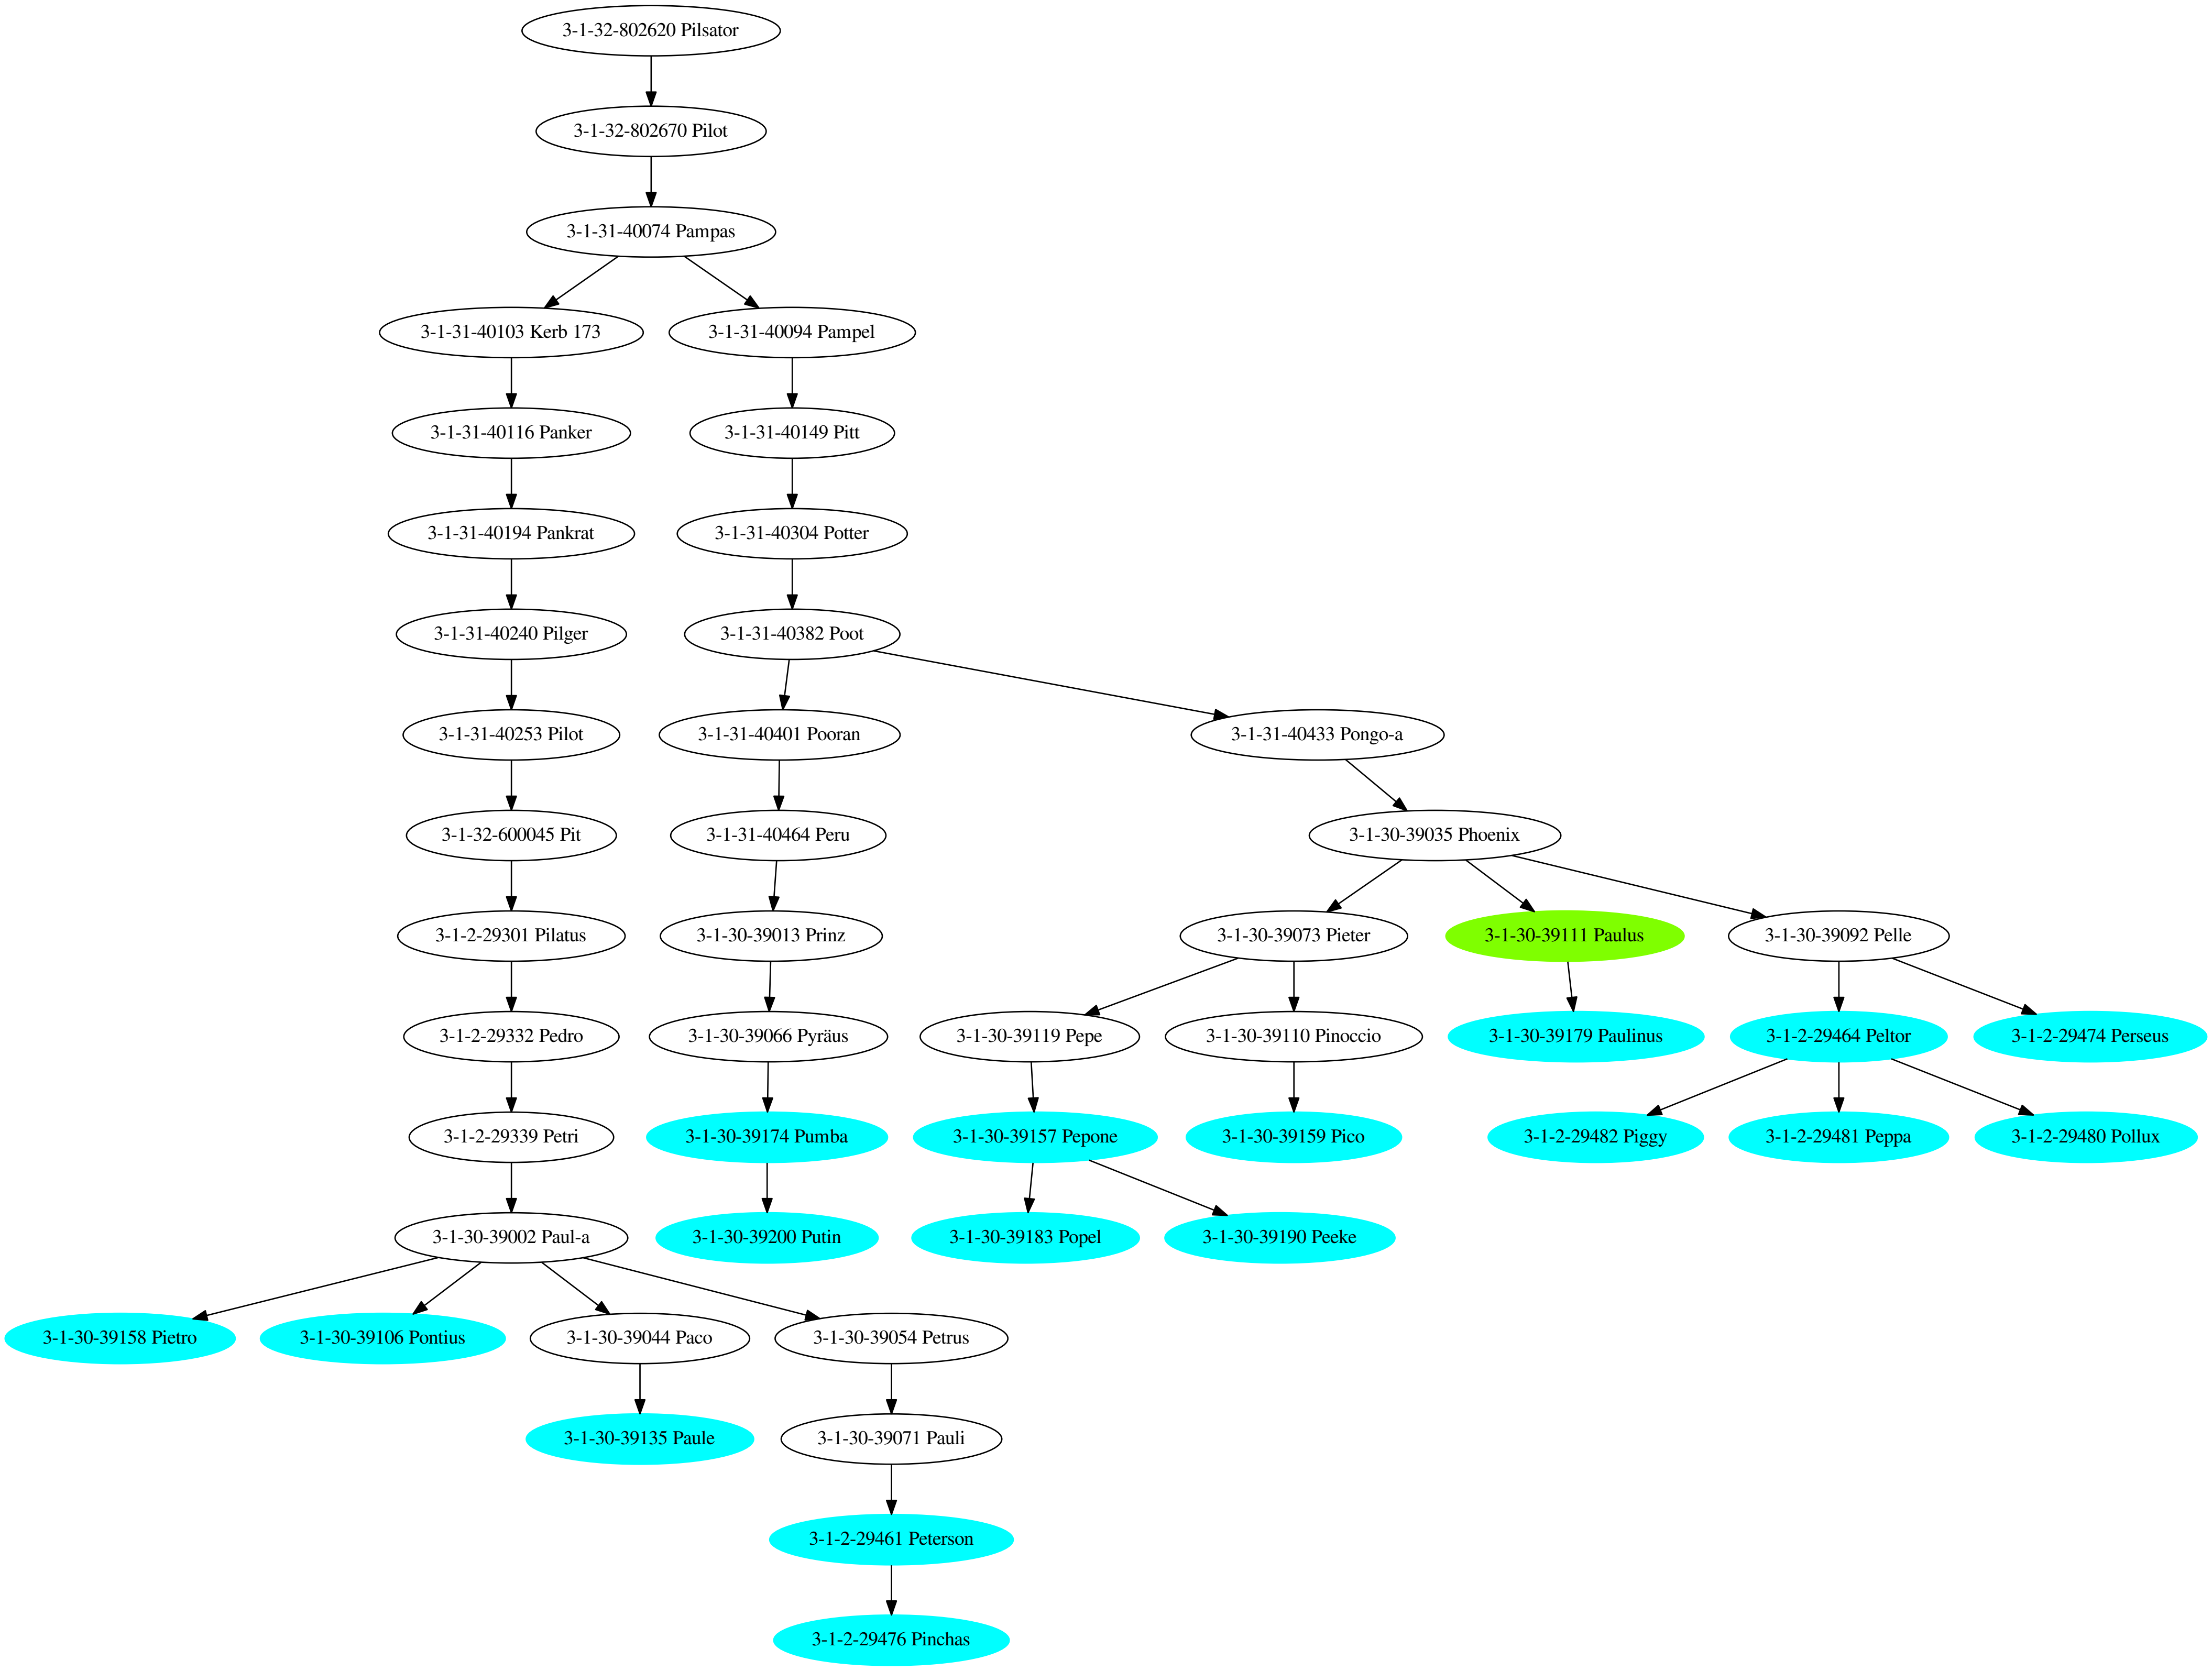 3-1-32-802620 Pilsator
3-1-32-802670 Pilot
3-1-31-40074 Pampas
3-1-31-40103 Kerb 173
3-1-31-40094 Pampel
3-1-31-40116 Panker
3-1-31-40149 Pitt
3-1-31-40194 Pankrat
3-1-31-40304 Potter
3-1-31-40240 Pilger
3-1-31-40382 Poot
3-1-31-40253 Pilot
3-1-31-40401 Pooran
3-1-31-40433 Pongo-a
3-1-32-600045 Pit
3-1-31-40464 Peru
3-1-30-39035 Phoenix
3-1-2-29301 Pilatus
3-1-30-39013 Prinz
3-1-30-39073 Pieter
3-1-30-39111 Paulus
3-1-30-39092 Pelle
3-1-2-29332 Pedro
3-1-30-39066 Pyräus
3-1-30-39119 Pepe
3-1-30-39110 Pinoccio
3-1-30-39179 Paulinus
3-1-2-29464 Peltor
3-1-2-29474 Perseus
3-1-2-29339 Petri
3-1-30-39174 Pumba
3-1-30-39157 Pepone
3-1-30-39159 Pico
3-1-2-29482 Piggy
3-1-2-29481 Peppa
3-1-2-29480 Pollux
3-1-30-39002 Paul-a
3-1-30-39200 Putin
3-1-30-39183 Popel
3-1-30-39190 Peeke
3-1-30-39158 Pietro
3-1-30-39106 Pontius
3-1-30-39044 Paco
3-1-30-39054 Petrus
3-1-30-39135 Paule
3-1-30-39071 Pauli
3-1-2-29461 Peterson
3-1-2-29476 Pinchas